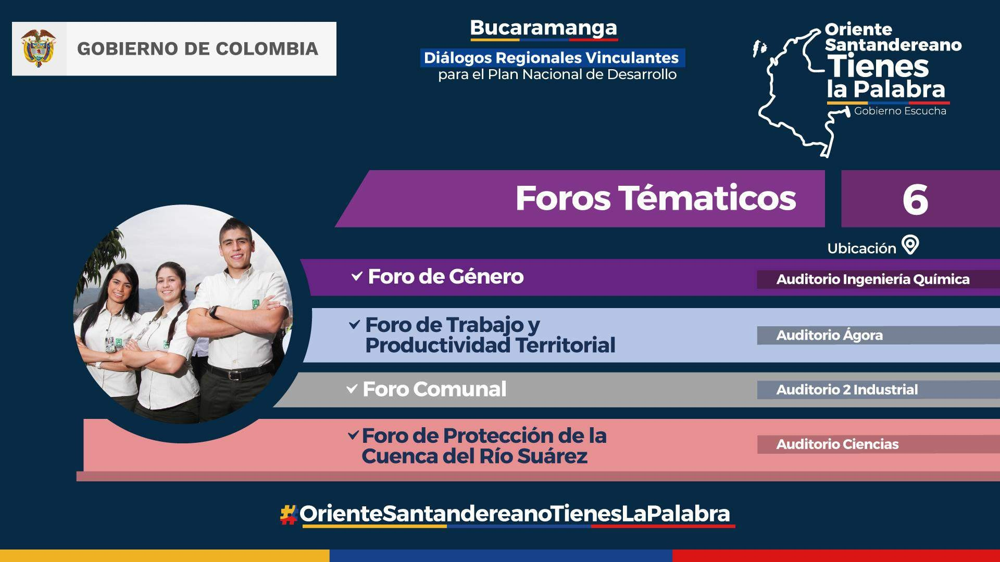 GOBIERNO DE COLOMBIA
Bucaramanga
Diálogos Regionales Vinculantes
para el Plan Nacional de Desarrollo
Oriente
Santandereano
Tienes
la Palabra
Gobierno Escucha
Foros Tématicos
6
Ubicación
Foro de Género
Auditorio Ingeniería Química
Foro de Trabajo y
Productividad Territorial
Auditorio Ágora
Foro Comunal
Auditorio 2 Industrial
Foro de Protección de la
Cuenca del Río Suárez
Auditorio Ciencias
#OrienteSantandereanoTienesLaPalabra